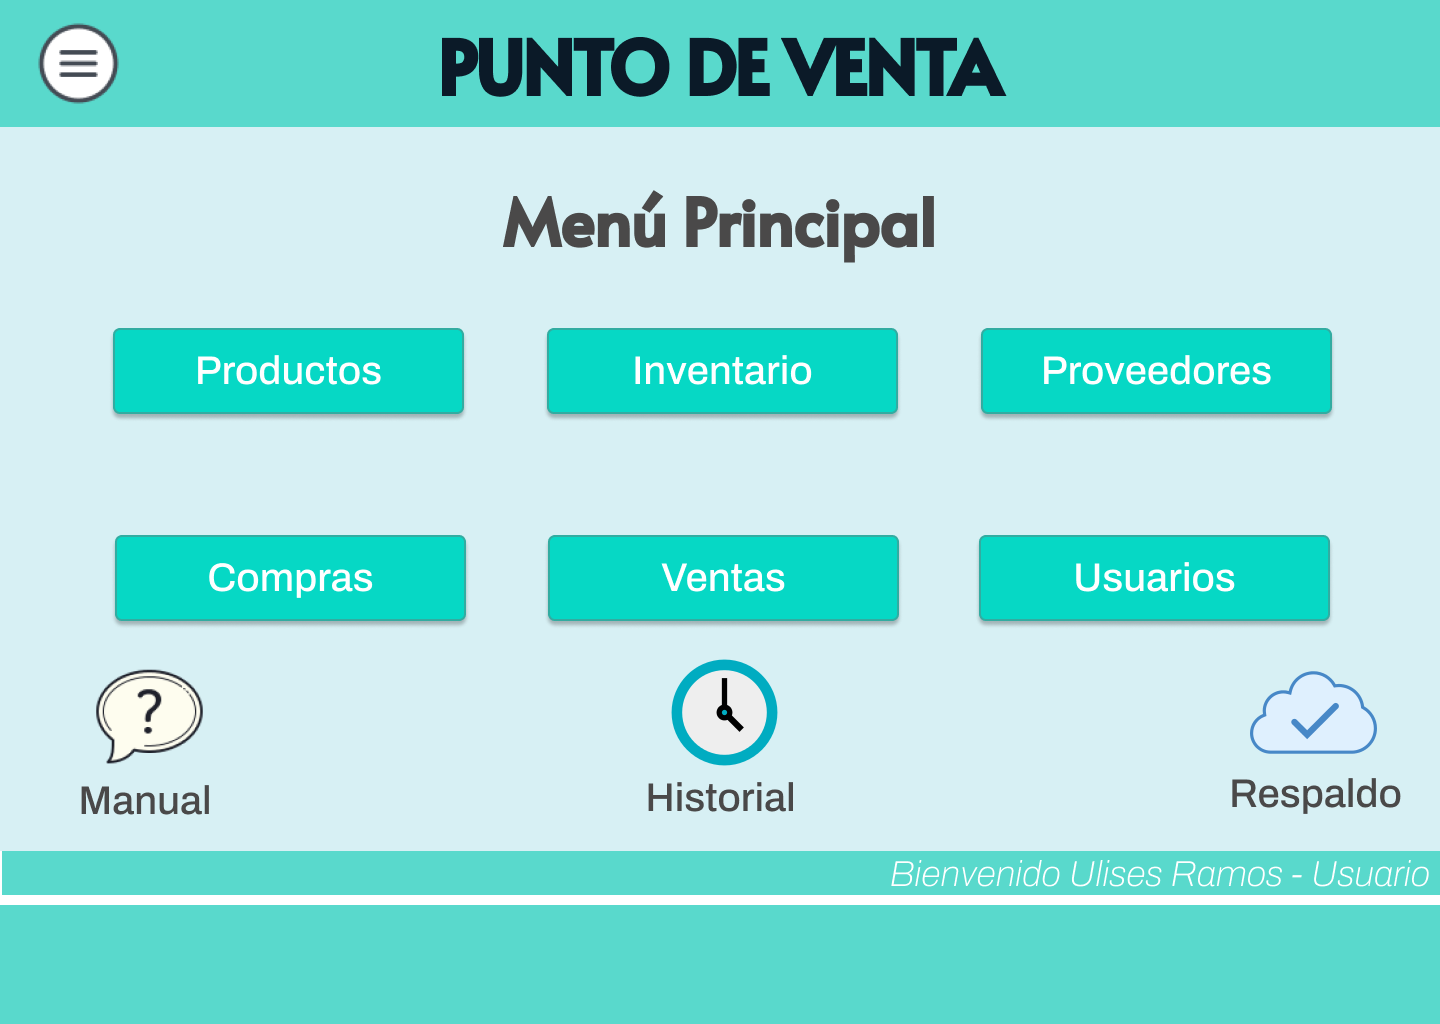 PUNTO DE VENTA
Menú Principal
Productos
Inventario
Proveedores
Compras
Ventas
Usuarios
?
Manual
Historial
Respaldo
Bienvenido Ulises Ramos - Usuario